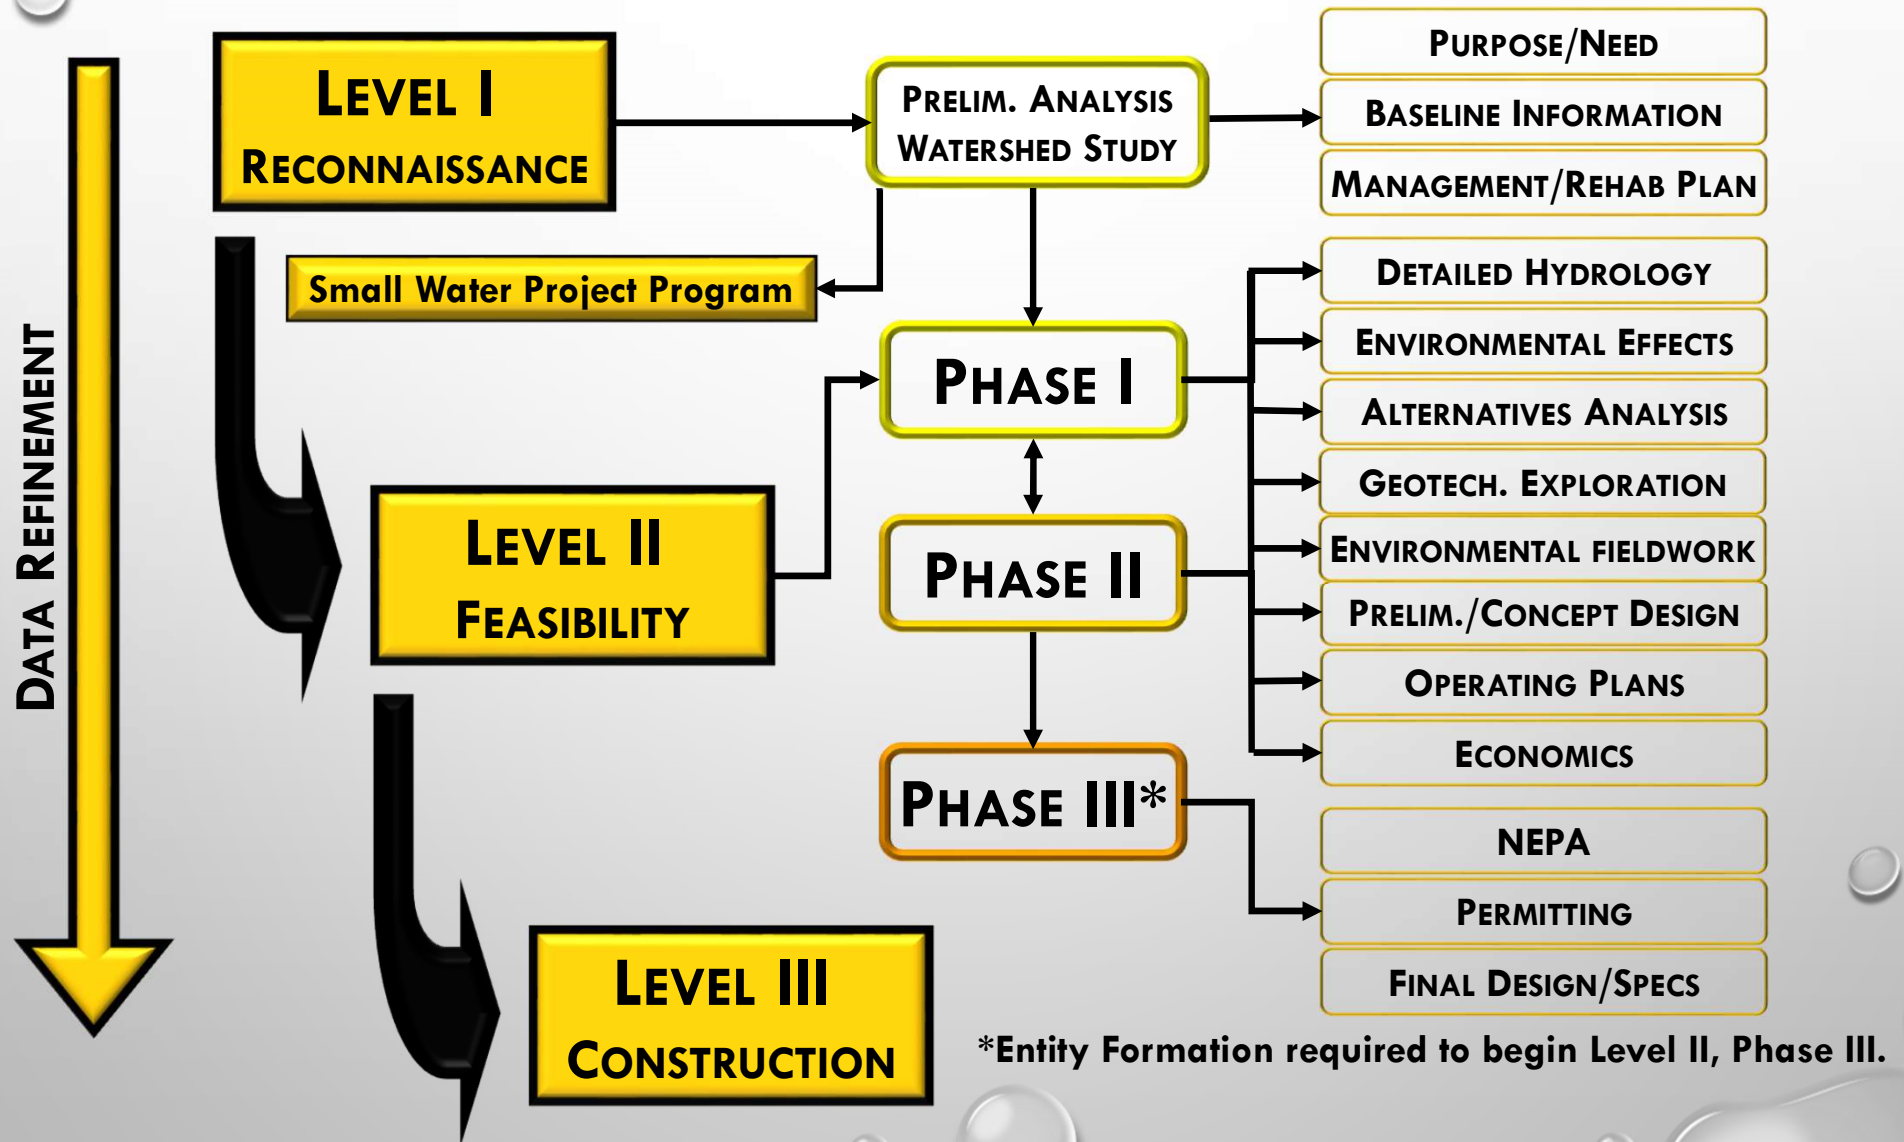 DATA REFINEMENT
LEVEL I
RECONNAISSANCE
Small Water Project Program
LEVEL II
FEASIBILITY
LEVEL III
CONSTRUCTION
PRELIM. ANALYSIS
WATERSHED STUDY
PHASE I
PHASE II
PHASE III*
PURPOSE/NEED
BASELINE INFORMATION
MANAGEMENT/REHAB PLAN
DETAILED HYDROLOGY
ENVIRONMENTAL EFFECTS
ALTERNATIVES ANALYSIS
GEOTECH. EXPLORATION
ENVIRONMENTAL FIELDWORK
PRELIM./CONCEPT DESIGN
OPERATING PLANS
ECONOMICS
NEPA
PERMITTING
FINAL DESIGN/SPECS
*Entity Formation required to begin Level II, Phase III.